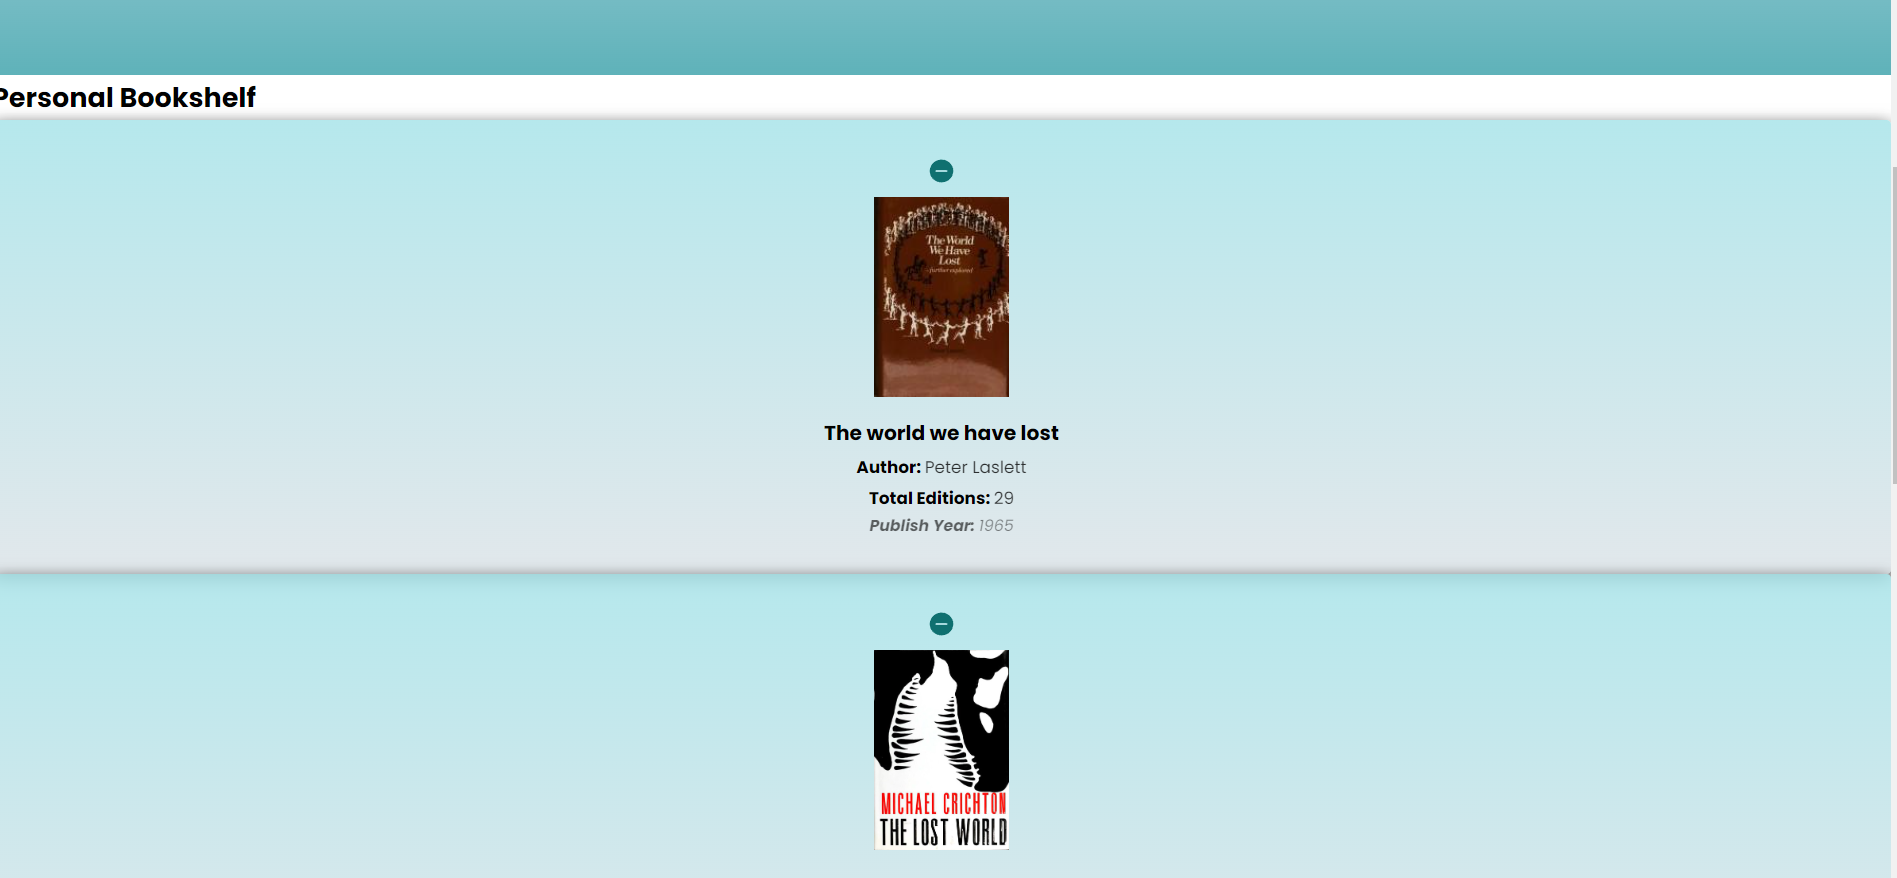 Personal Bookshelf
The World
We Have
Lost
-further explored
The world we have lost
Author: Peter Laslett
Total Editions: 29
Publish Year: 1965
MICHAEL CRICHTON
THE LOST WORLD